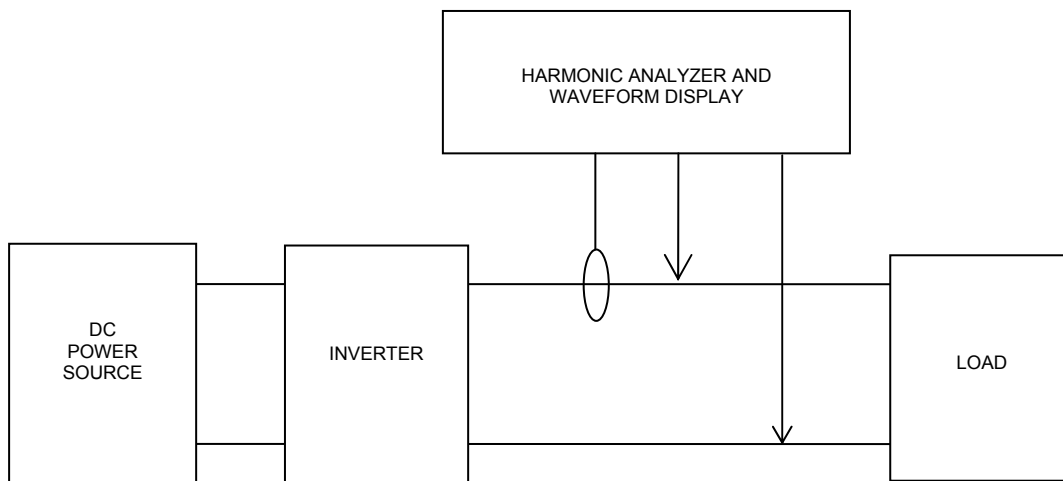 HARMONIC ANALYZER AND
WAVEFORM DISPLAY
DC
POWER
SOURCE
INVERTER
LOAD